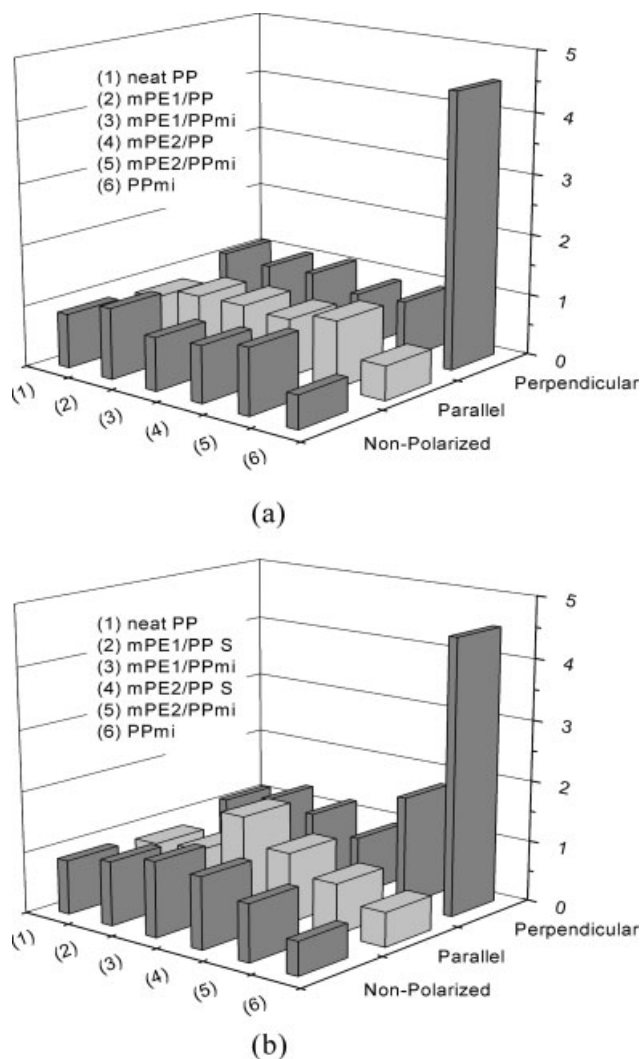 5
(1) neat PP
(2) mPE1/PP
(3) mPE1/PPmi
(4) mPE2/PP
(5) mPE2/PPmi
(6) PPmi
4
3
2
1
0
(1)
(2)
(3)
(4)
(5)
(6)
Perpendicular
Parallel
Non-Polarized
(a)
5
(1) neat PP
(2) mPE1/PP S
(3) mPE1/PPmi
(4) mPE2/PP S
(5) mPE2/PPmi
(6) PPmi
4
3
2
1
0
(1)
(2)
(3)
(4)
(5)
(6)
Perpendicular
Parallel
Non-Polarized
(b)